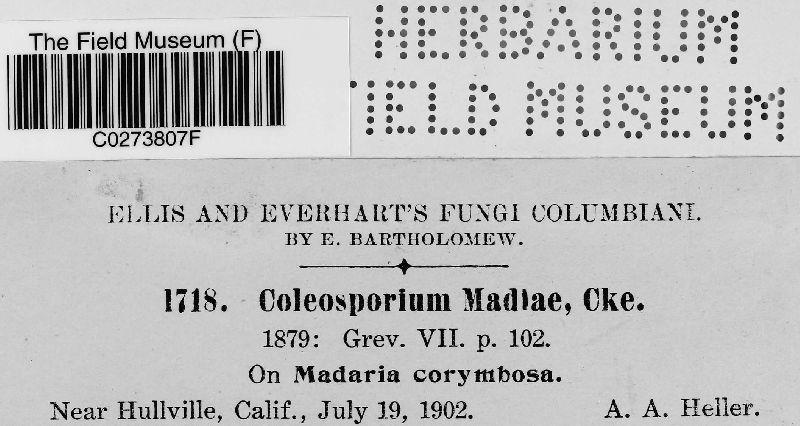 The Field Museum (F)
C0273807F
HERBARIUM
FIELD MUSEUM
ELLIS AND EVERHART'S FUNGI COLUMBIANI.
BY E. BARTHOLOMEW.
1718. Coleosporium Madiae, Cke.
1879: Grev. VII. p. 102.
On Madaria corymbosa.
Near Hullville, Calif., July 19, 1902. A. A. Heller.